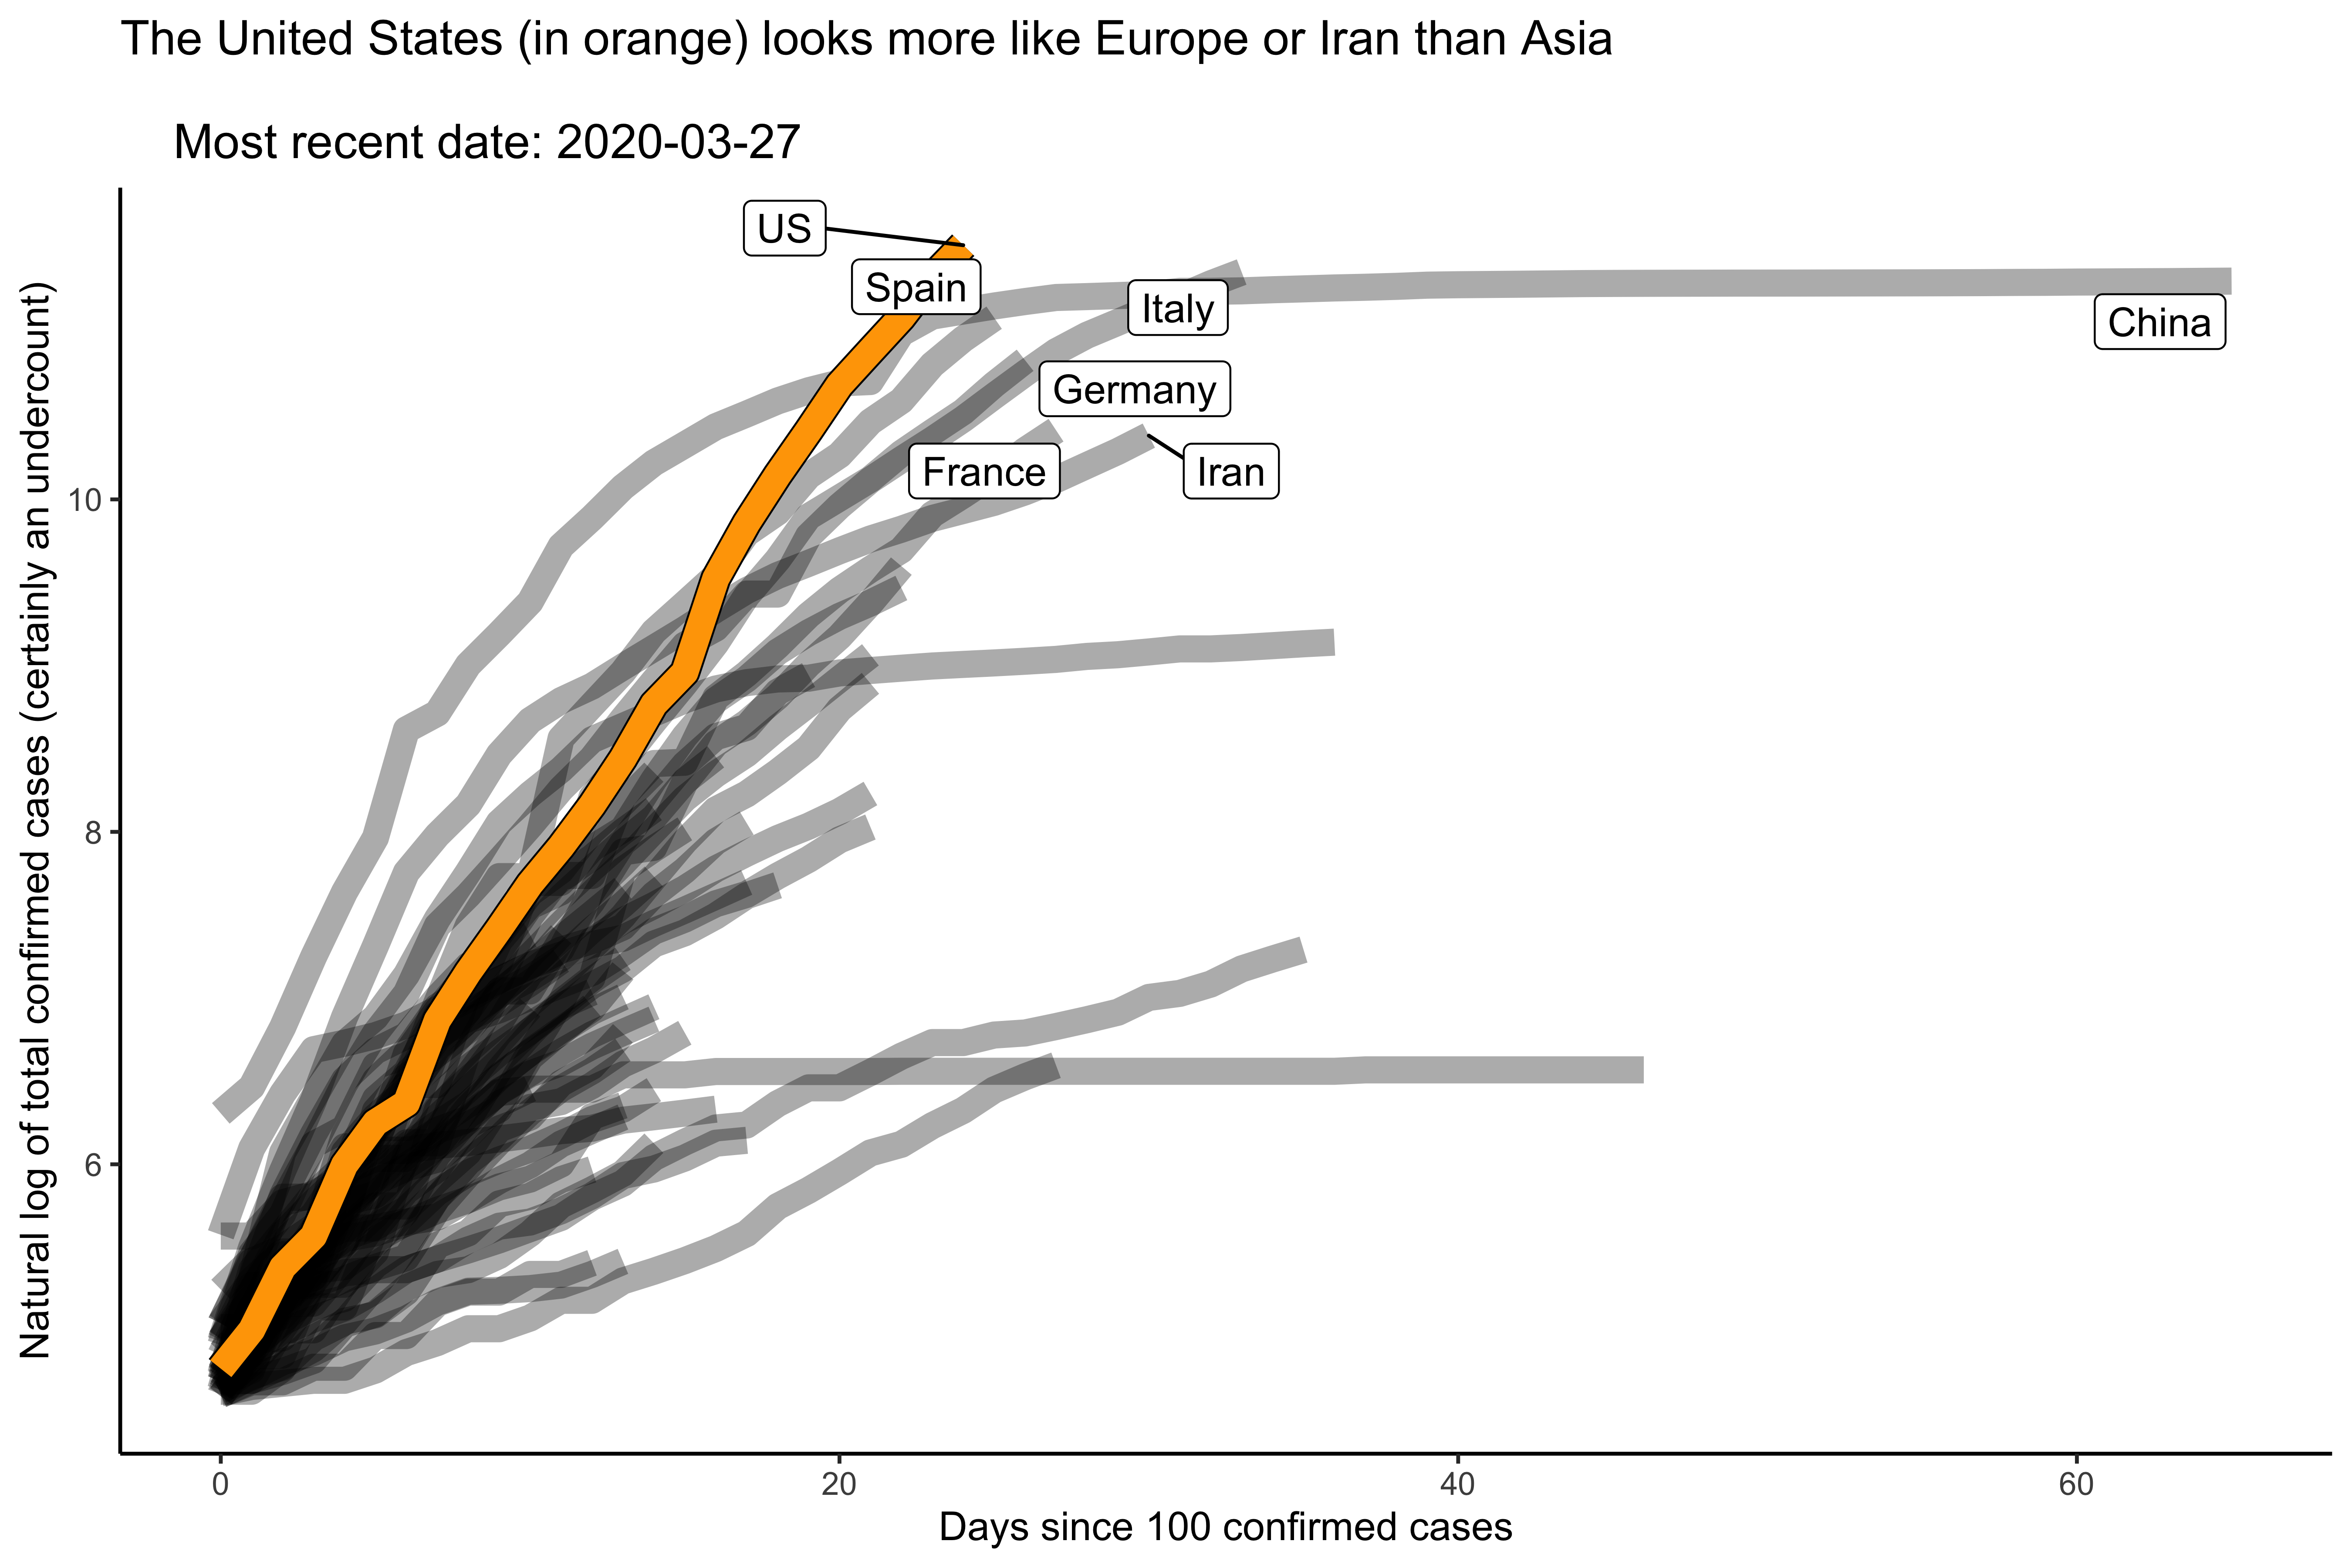 The United States (in orange) looks more like Europe or Iran than Asia
Most recent date: 2020-03-27
US
Spain
Italy
China
Germany
France
Iran
10
8
6
Natural log of total confirmed cases (certainly an undercount)
0
20
40
60
Days since 100 confirmed cases